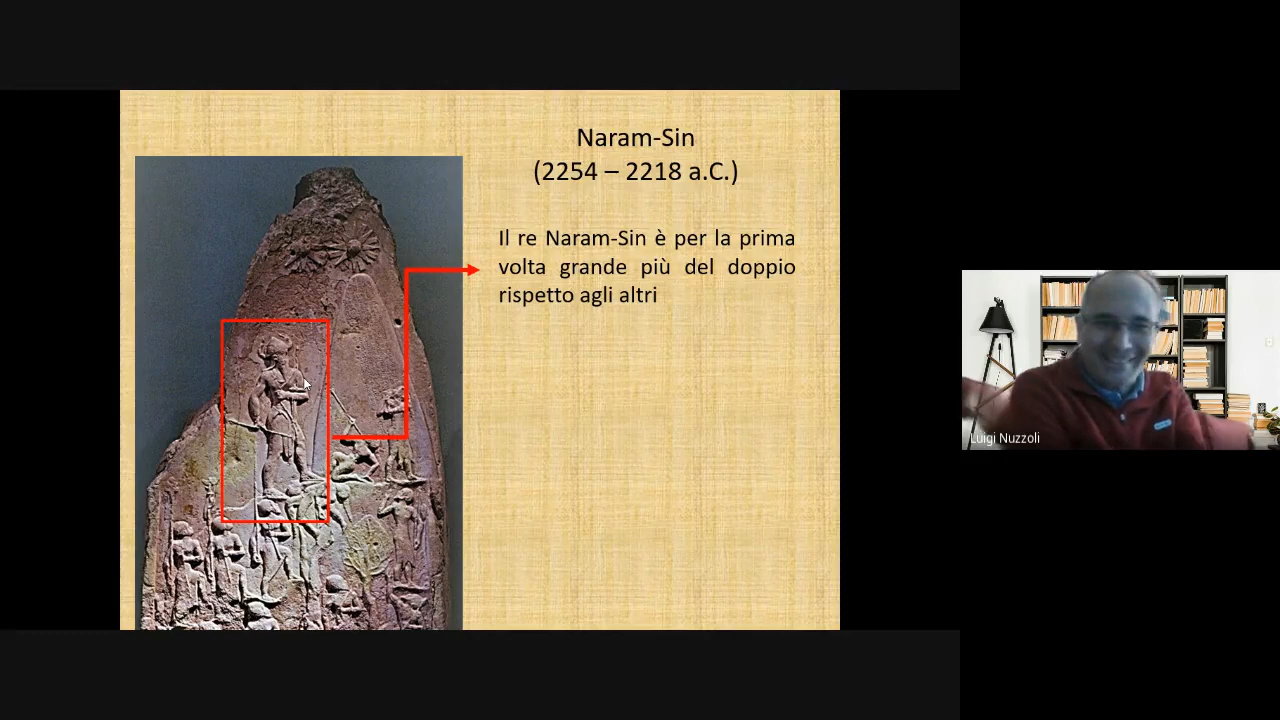 Naram-Sin
(2254 – 2218 a.C.)
Il re Naram-Sin è per la prima
volta grande più del doppio
rispetto agli altri
Luigi Nuzzoli